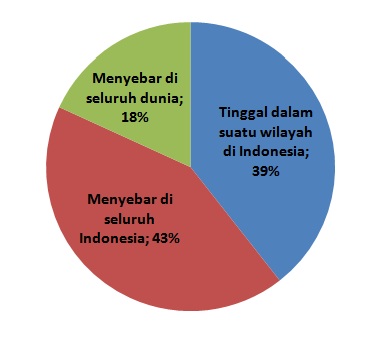 Menyebar di
seluruh dunia;
18%
Tinggal dalam
suatu wilayah
di Indonesia;
39%
Menyebar di
seluruh
Indonesia; 43%